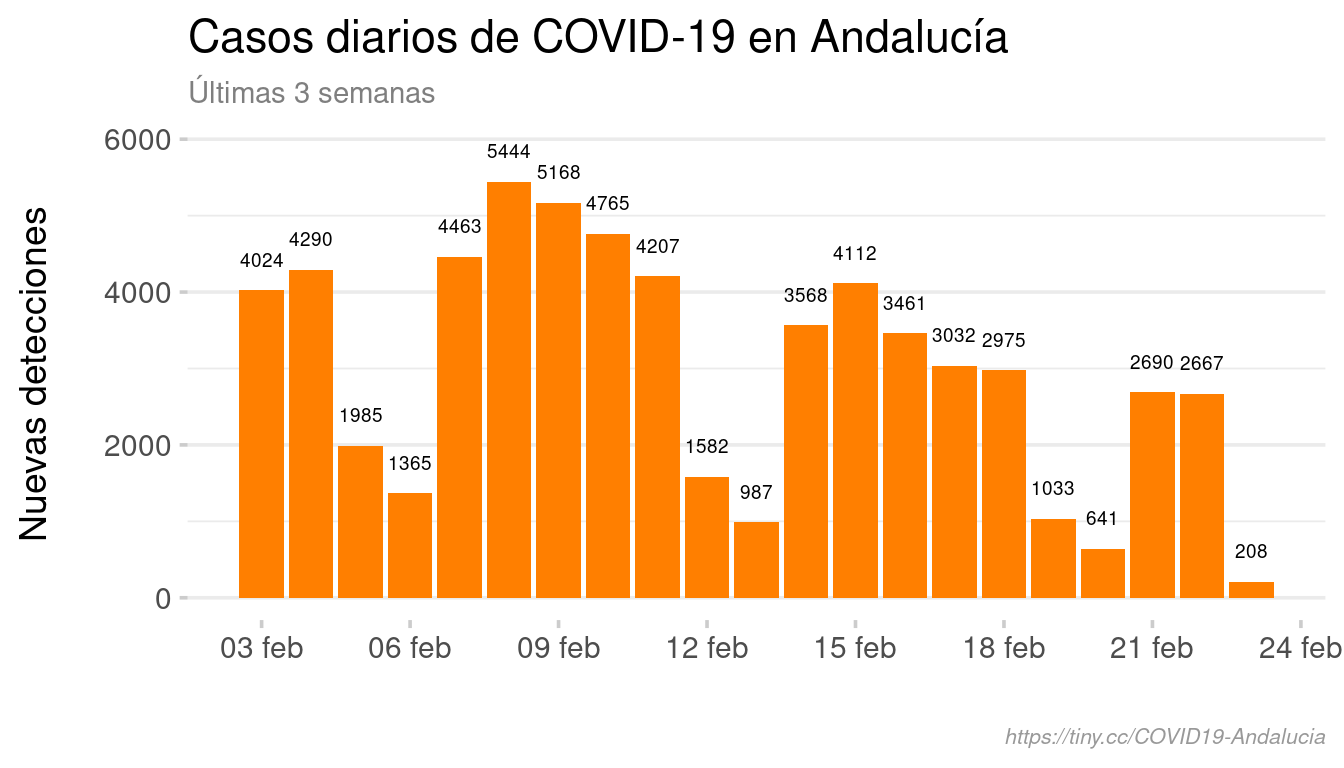 Casos diarios de COVID-19 en Andalucía
Últimas 3 semanas
Nuevas detecciones
6000
4000
2000
0
4024
4290
1985
1365
4463
5444
5168
4765
4207
1582
987
3568
4112
3461
3032
2975
1033
641
2690
2667
208
03 feb
06 feb
09 feb
12 feb
15 feb
18 feb
21 feb
24 feb
https://tiny.cc/COVID19-Andalucia